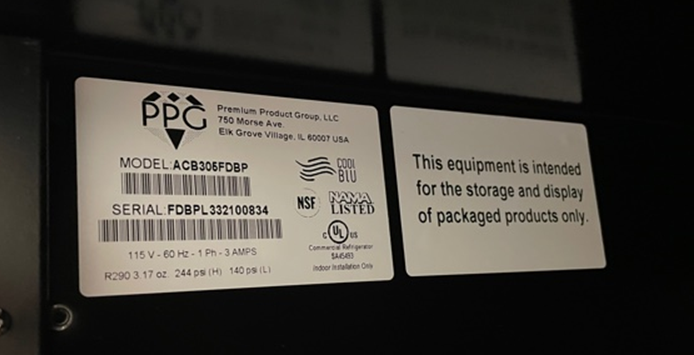 PPG
Premium Product Group, LLC
750 Morse Ave.
Elk Grove Village, IL 60007 USA
MODEL:ACB305FDBP
SERIAL:FDBPL332100834
115 V - 60 Hz - 1 Ph - 3 AMPS
R290 3.17 oz 244 psi (H) 140 psi (L)
COOL
BLU
NSF
NAMA
LISTED
C UL US
Commercial Refrigerator
SA45493
Indoor Installation Only
This equipment is intended
for the storage and display
of packaged products only.